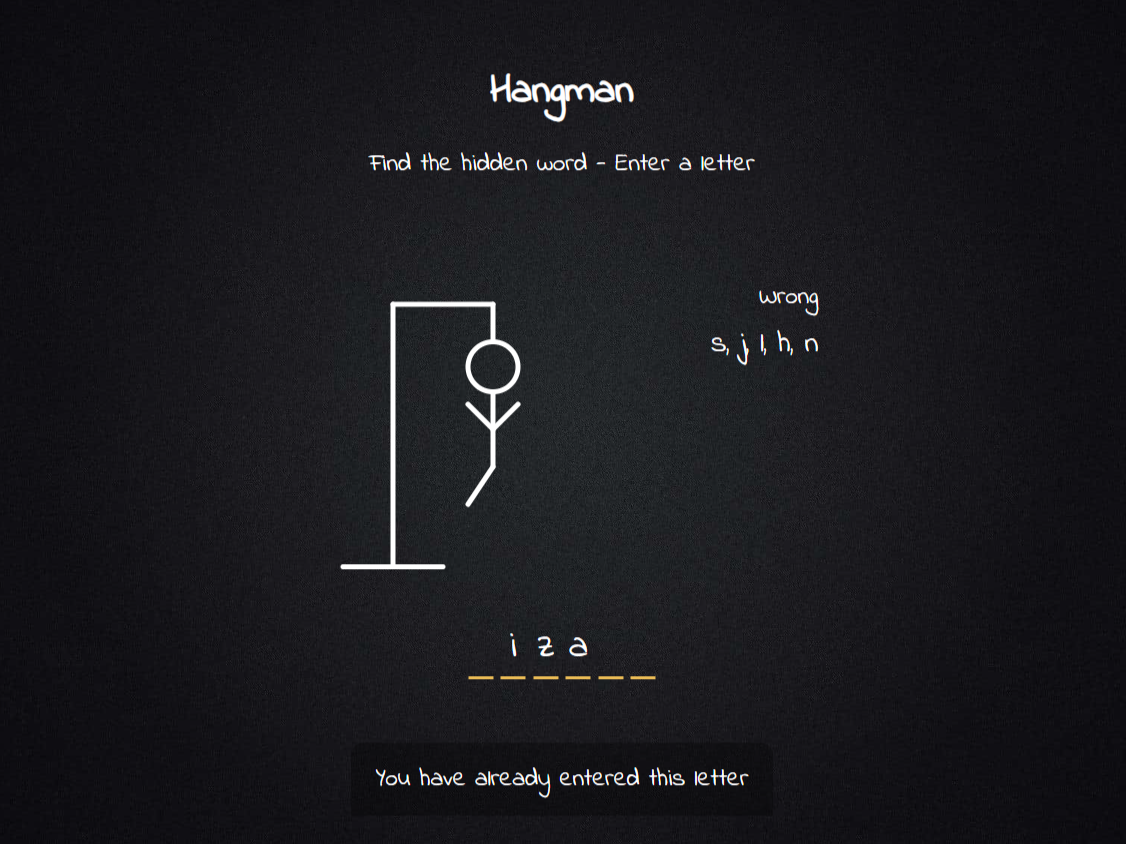 Hangman
Find the hidden word - Enter a letter
wrong
s, j, l, h, n
i z a
You have already entered this letter